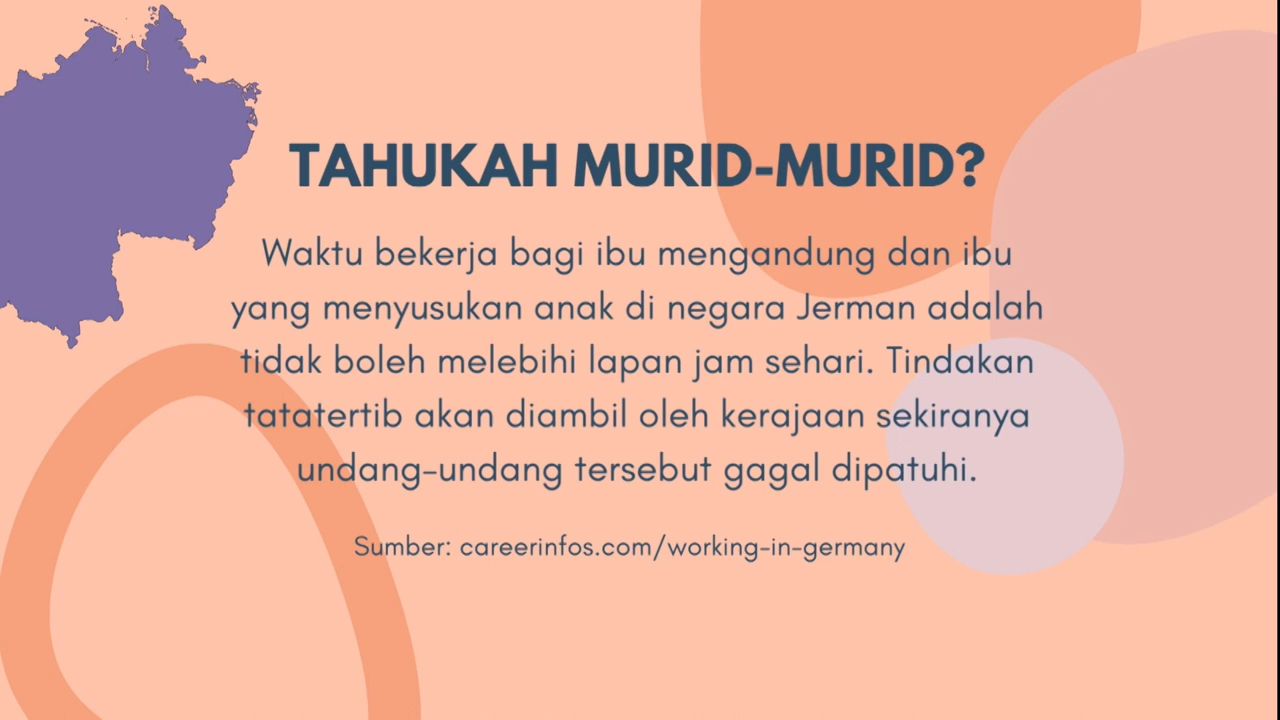 TAHUKAH MURID-MURID?
Waktu bekerja bagi ibu mengandung dan ibu
yang menyusukan anak di negara Jerman adalah
tidak boleh melebihi lapan jam sehari. Tindakan
tatatertib akan diambil oleh kerajaan sekiranya
undang-undang tersebut gagal dipatuhi.
Sumber: careerinfos.com/working-in-germany